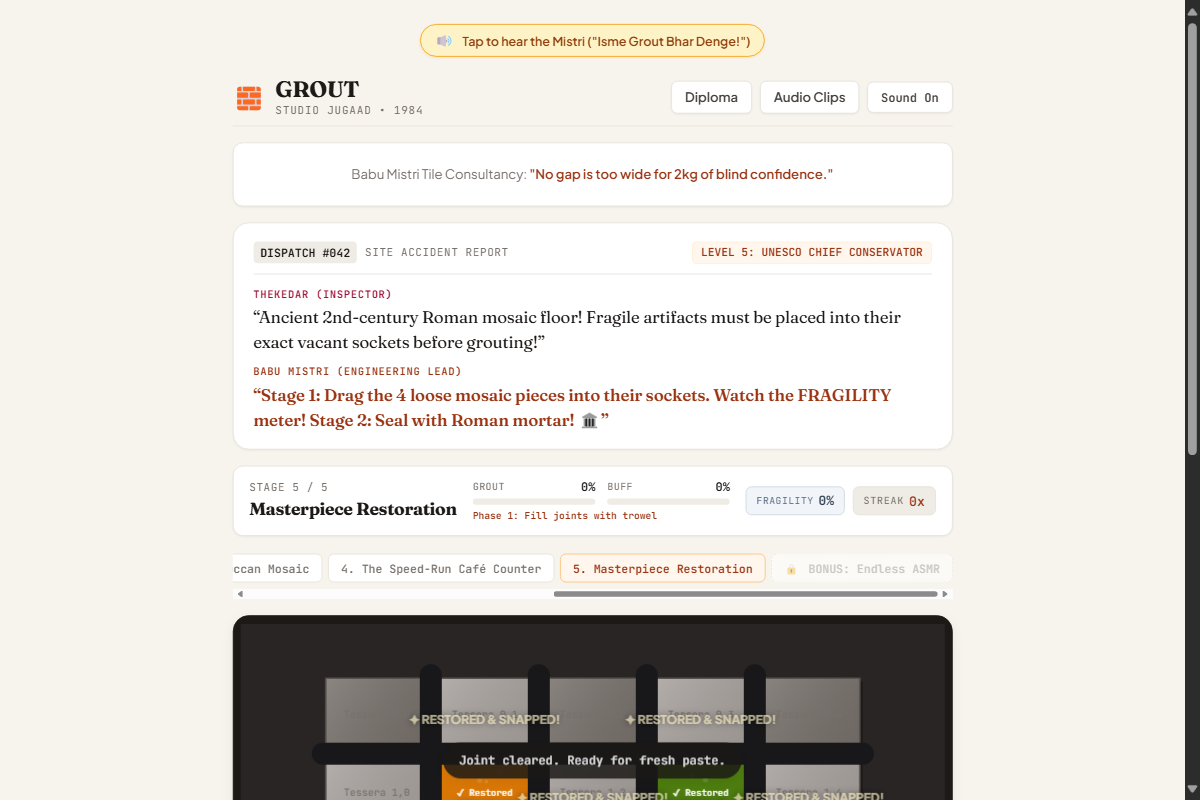 Tap to hear the Mistri ("Isme Grout Bhar Denge!")
GROUT
STUDIO JUGAAD • 1984
Diploma
Audio Clips
Sound On
Babu Mistri Tile Consultancy: "No gap is too wide for 2kg of blind confidence."
DISPATCH #042
SITE ACCIDENT REPORT
LEVEL 5: UNESCO CHIEF CONSERVATOR
THEKEDAR (INSPECTOR)
“Ancient 2nd-century Roman mosaic floor! Fragile artifacts must be placed into their
exact vacant sockets before grouting!”
BABU MISTRI (ENGINEERING LEAD)
“Stage 1: Drag the 4 loose mosaic pieces into their sockets. Watch the FRAGILITY
meter! Stage 2: Seal with Roman mortar! 🏛️ ”
STAGE 5 / 5
Masterpiece Restoration
GROUT 0%
BUFF 0%
Phase 1: Fill joints with trowel
FRAGILITY 0%
STREAK 0x
ccan Mosaic
4. The Speed-Run Café Counter
5. Masterpiece Restoration
BONUS: Endless ASMR
✦ RESTORED & SNAPPED!
✦ RESTORED & SNAPPED!
Joint cleared. Ready for fresh paste.
Tessera 1,0
✓ Restored
✦ RESTORED & SNAPPED!
✓ Restored
✦ RESTORED & SNAPPED!